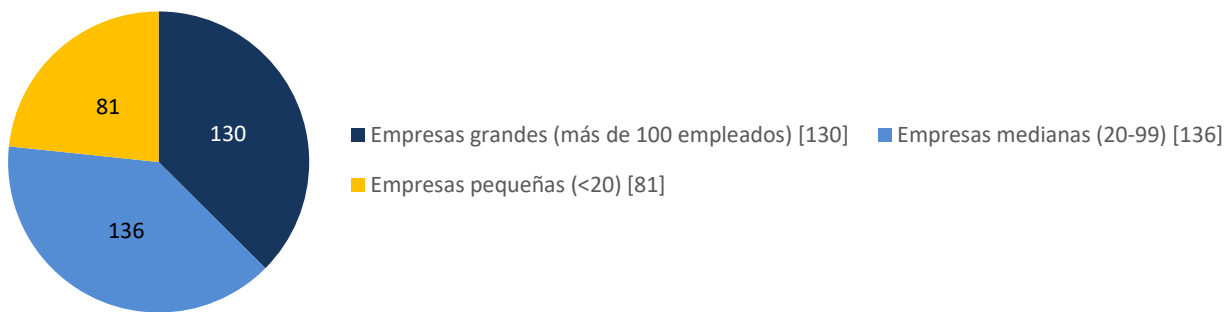 81
130
136
Empresas grandes (más de 100 empleados) [130]
Empresas medianas (20-99) [136]
Empresas pequeñas (<20) [81]